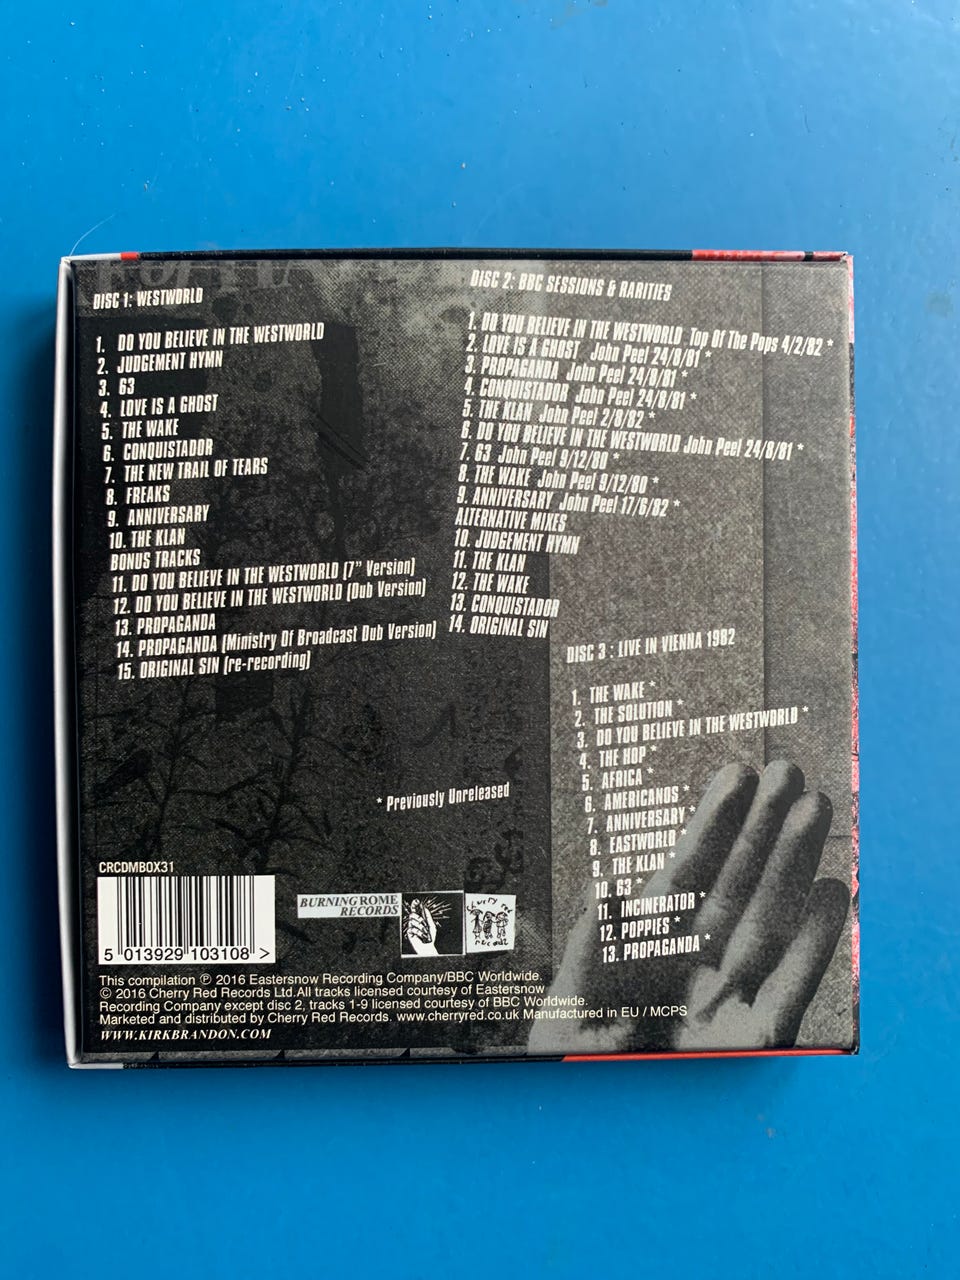 DISC 1: WESTWORLD
1. DO YOU BELIEVE IN THE WESTWORLD
2. JUDGEMENT HYMN
3. 63
4. LOVE IS A GHOST
5. THE WAKE
6. CONQUISTADOR
7. THE NEW TRAIL OF TEARS
8. FREAKS
9. ANNIVERSARY
10. THE KLAN
BONUS TRACKS
11. DO YOU BELIEVE IN THE WESTWORLD (7" Version)
12. DO YOU BELIEVE IN THE WESTWORLD (Dub Version)
13. PROPAGANDA
14. PROPAGANDA (Ministry Of Broadcast Dub Version)
15. ORIGINAL SIN (re-recording)
DISC 2: BBC SESSIONS & RARITIES
1. DO YOU BELIEVE IN THE WESTWORLD Top Of The Pops 4/2/82 *
2. LOVE IS A GHOST John Peel 24/8/81 *
3. PROPAGANDA John Peel 24/8/81 *
4. CONQUISTADOR John Peel 24/8/81 *
5. THE KLAN John Peel 2/8/82 *
6. DO YOU BELIEVE IN THE WESTWORLD John Peel 24/8/81 *
7. 63 John Peel 9/12/80 *
8. THE WAKE John Peel 9/12/80 *
9. ANNIVERSARY John Peel 17/6/82 *
ALTERNATIVE MIXES
10. JUDGEMENT HYMN
11. THE KLAN
12. THE WAKE
13. CONQUISTADOR
14. ORIGINAL SIN
DISC 3 : LIVE IN VIENNA 1982
1. THE WAKE *
2. THE SOLUTION *
3. DO YOU BELIEVE IN THE WESTWORLD *
4. THE HOP *
5. AFRICA *
6. AMERICANOS *
7. ANNIVERSARY *
8. EASTWORLD *
9. THE KLAN *
10. 63 *
11. INCINERATOR *
12. POPPIES *
13. PROPAGANDA *
* Previously Unreleased
CRCDMBOX31
5 013929 103108 >
BURNING ROME
RECORDS
Cherry red
records
This compilation ℗ 2016 Eastersnow Recording Company/BBC Worldwide.
© 2016 Cherry Red Records Ltd.All tracks licensed courtesy of Eastersnow
Recording Company except disc 2, tracks 1-9 licensed courtesy of BBC Worldwide.
Marketed and distributed by Cherry Red Records. www.cherryred.co.uk Manufactured in EU / MCPS
WWW.KIRKBRANDON.COM